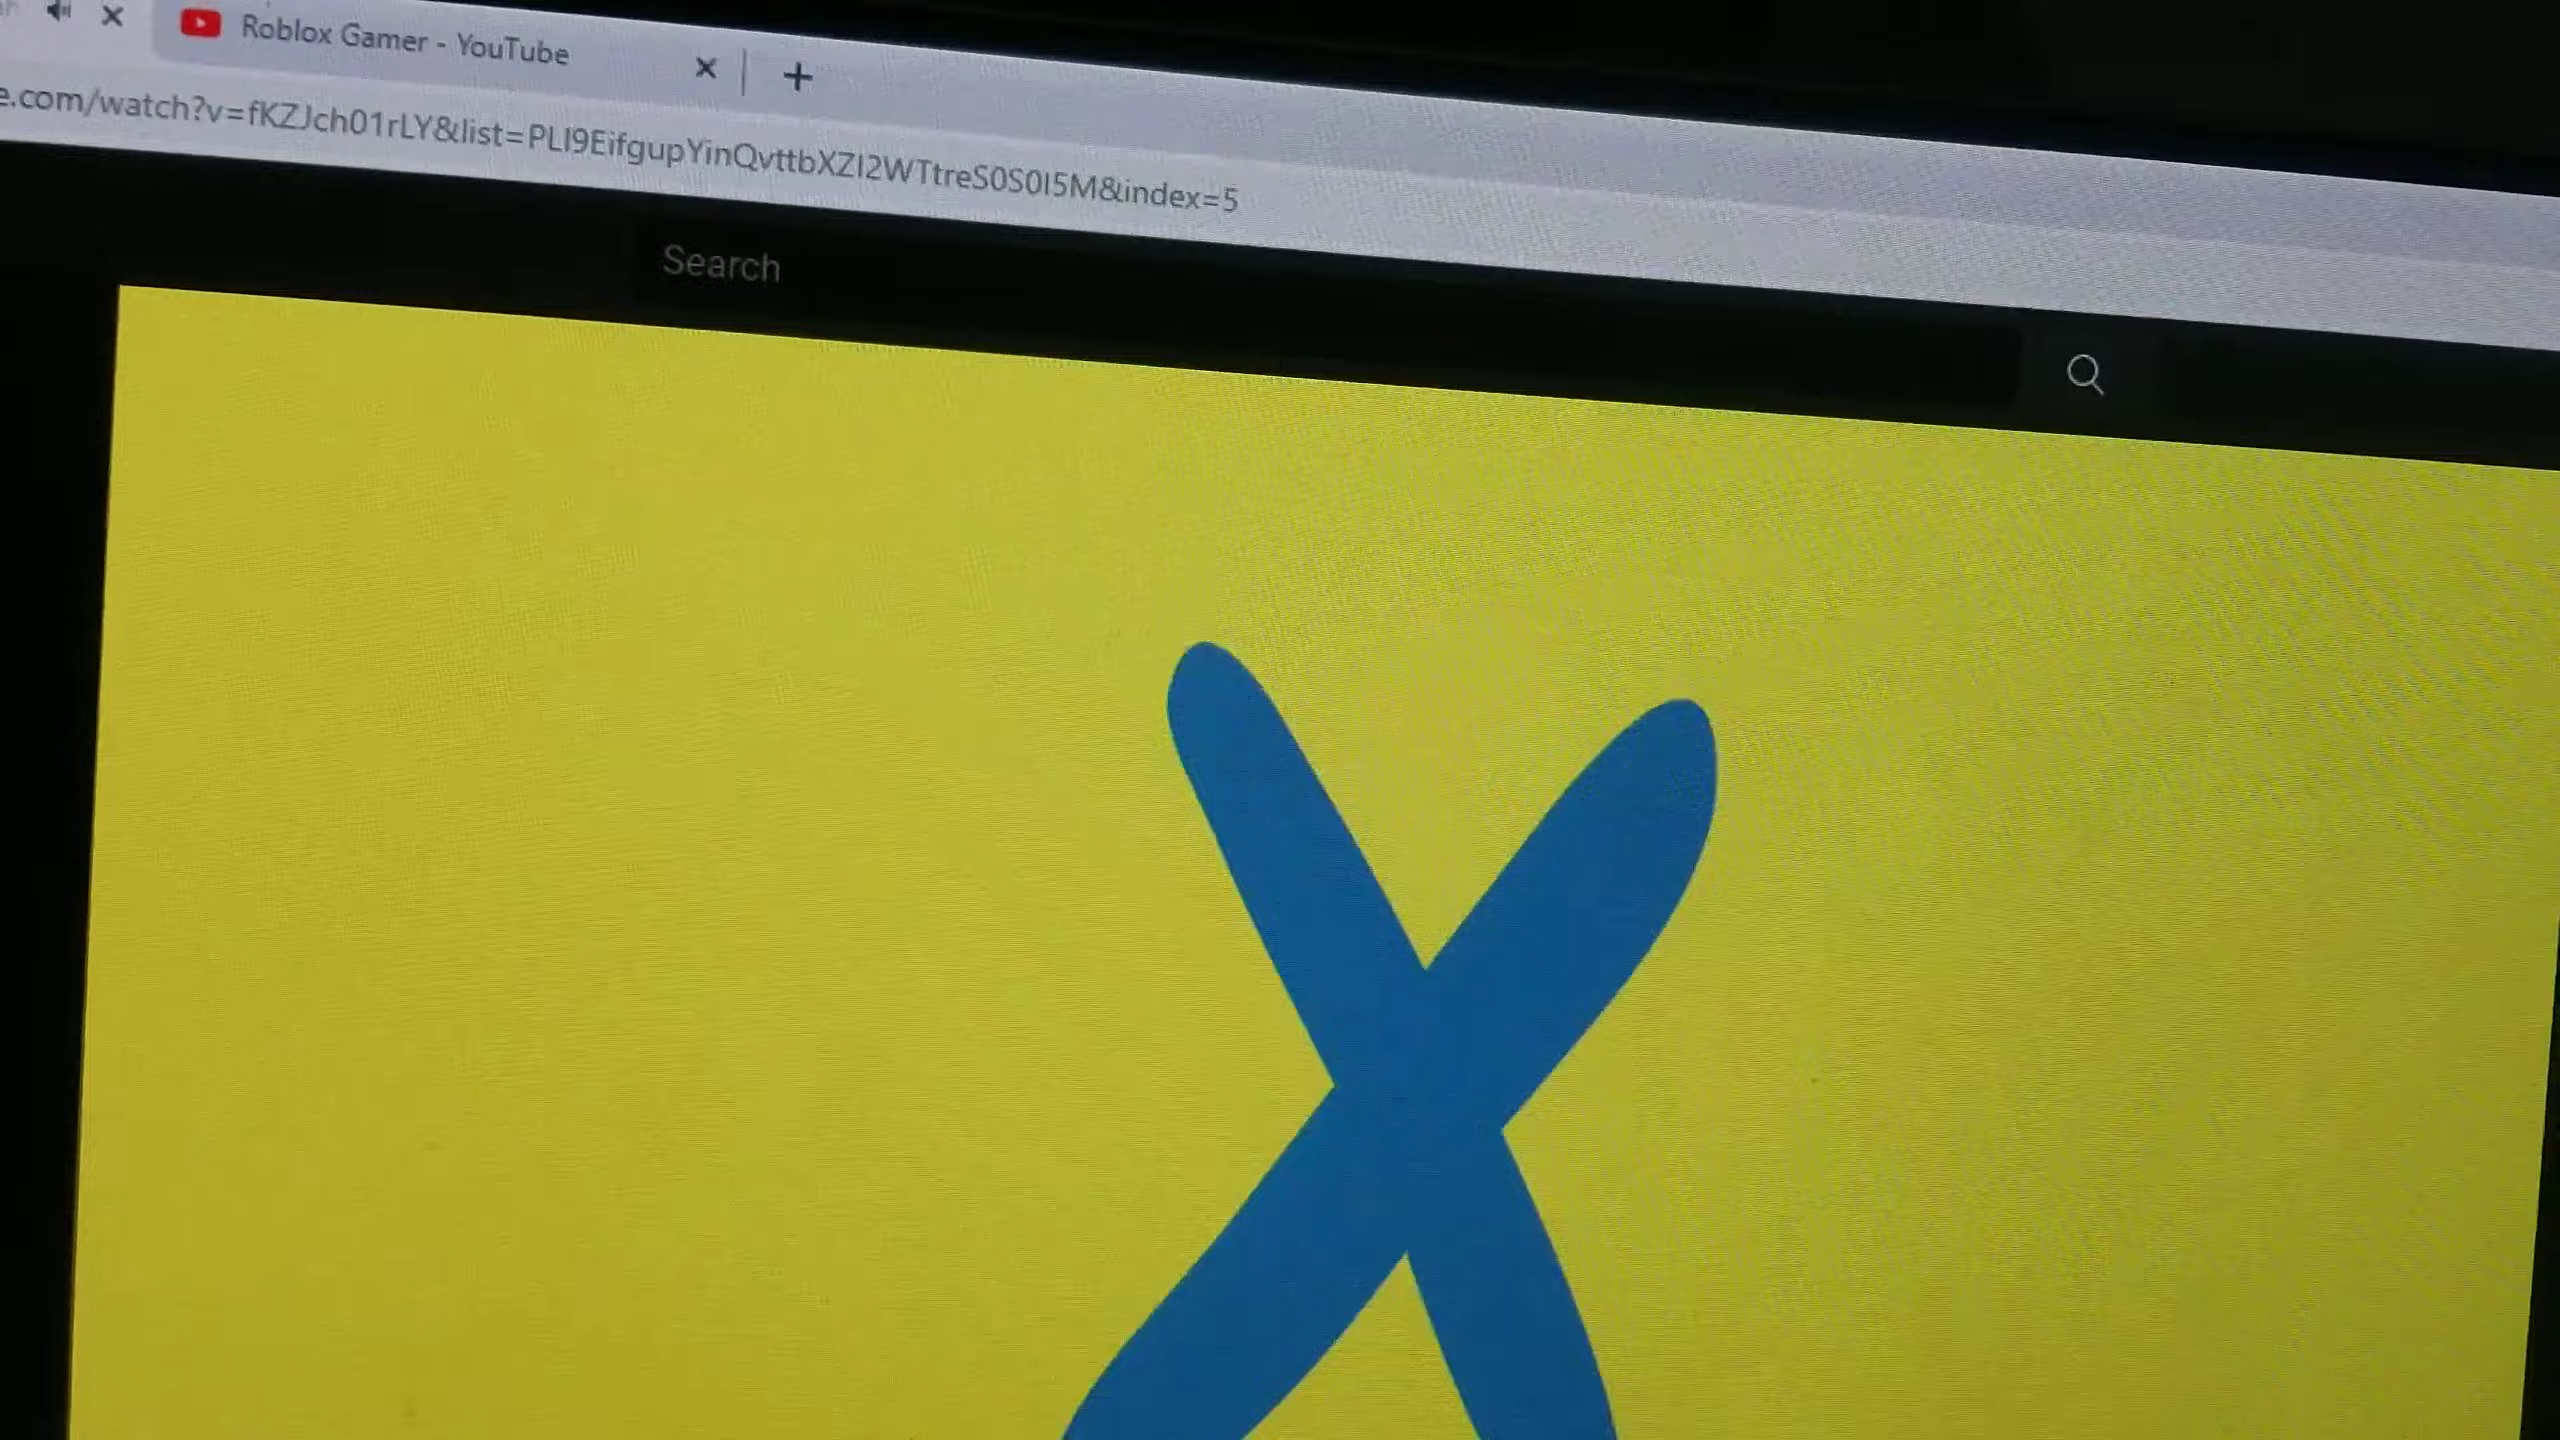 Roblox Gamer - YouTube
e.com/watch?v=fKZJch01rLY&list=PLI9EifgupYinQvttbXZI2WTtreS0S0I5M&index=5
Search
X